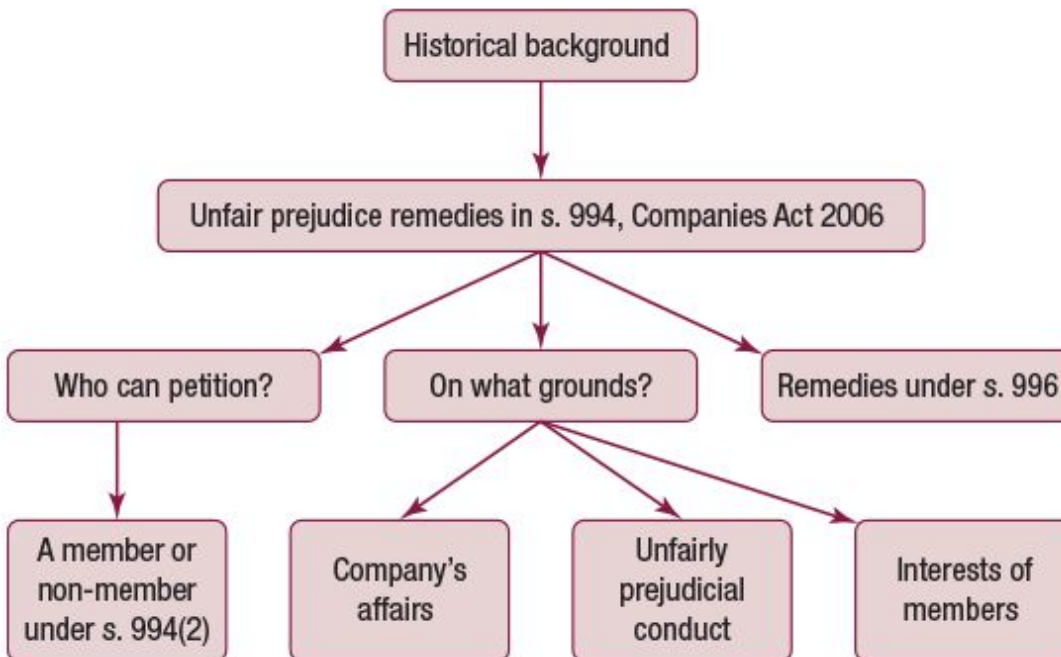 Historical background
Unfair prejudice remedies in s. 994, Companies Act 2006
Who can petition?
On what grounds?
Remedies under s. 996
A member or
non-member
under s. 994(2)
Company's
affairs
Unfairly
prejudicial
conduct
Interests of
members